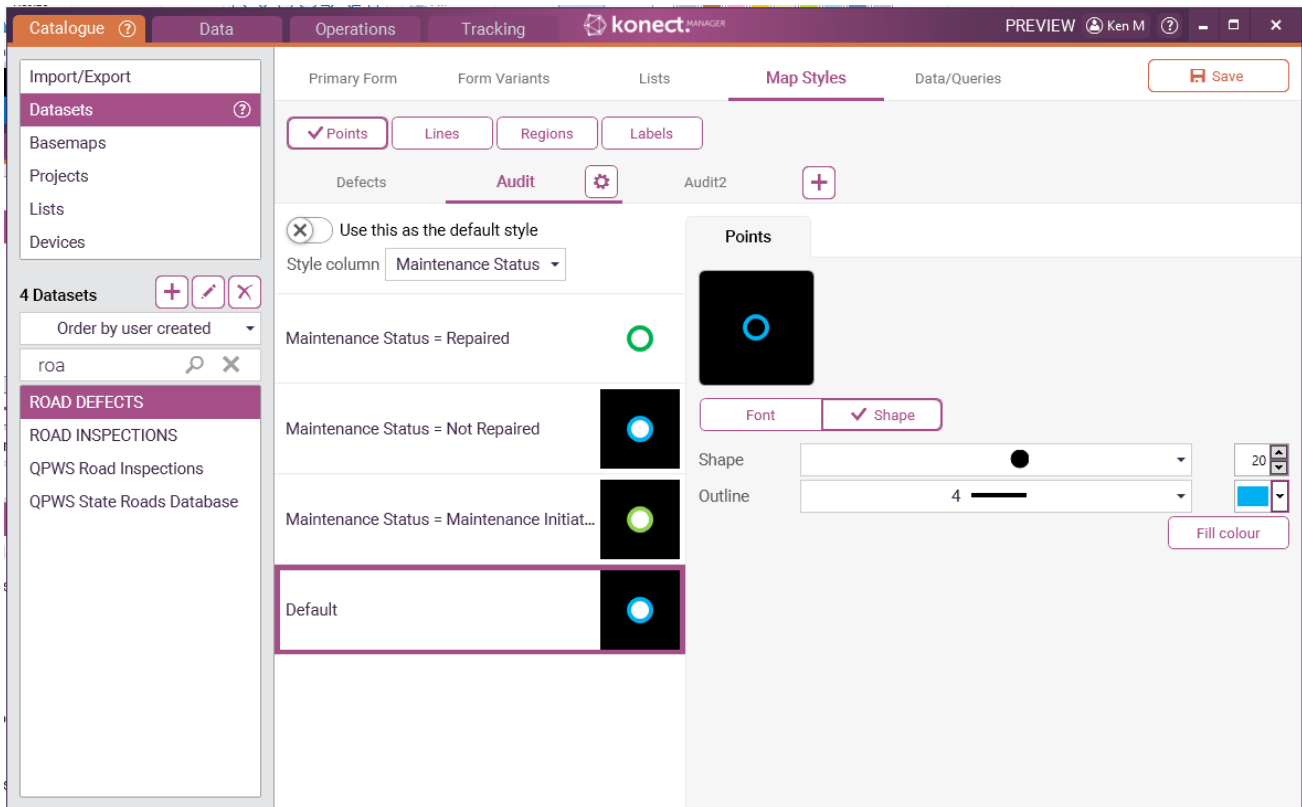 Catalogue ? Data Operations Tracking konect. MANAGER PREVIEW Ken M ?
Import/Export
Datasets ?
Basemaps
Projects
Lists
Devices
4 Datasets
Order by user created
roa
ROAD DEFECTS
ROAD INSPECTIONS
QPWS Road Inspections
QPWS State Roads Database
Primary Form Form Variants Lists Map Styles Data/Queries Save
Points Lines Regions Labels
Defects Audit Audit2
Use this as the default style
Style column Maintenance Status
Maintenance Status = Repaired
Maintenance Status = Not Repaired
Maintenance Status = Maintenance Initiat...
Default
Points
Font Shape
Shape 20
Outline 4
Fill colour